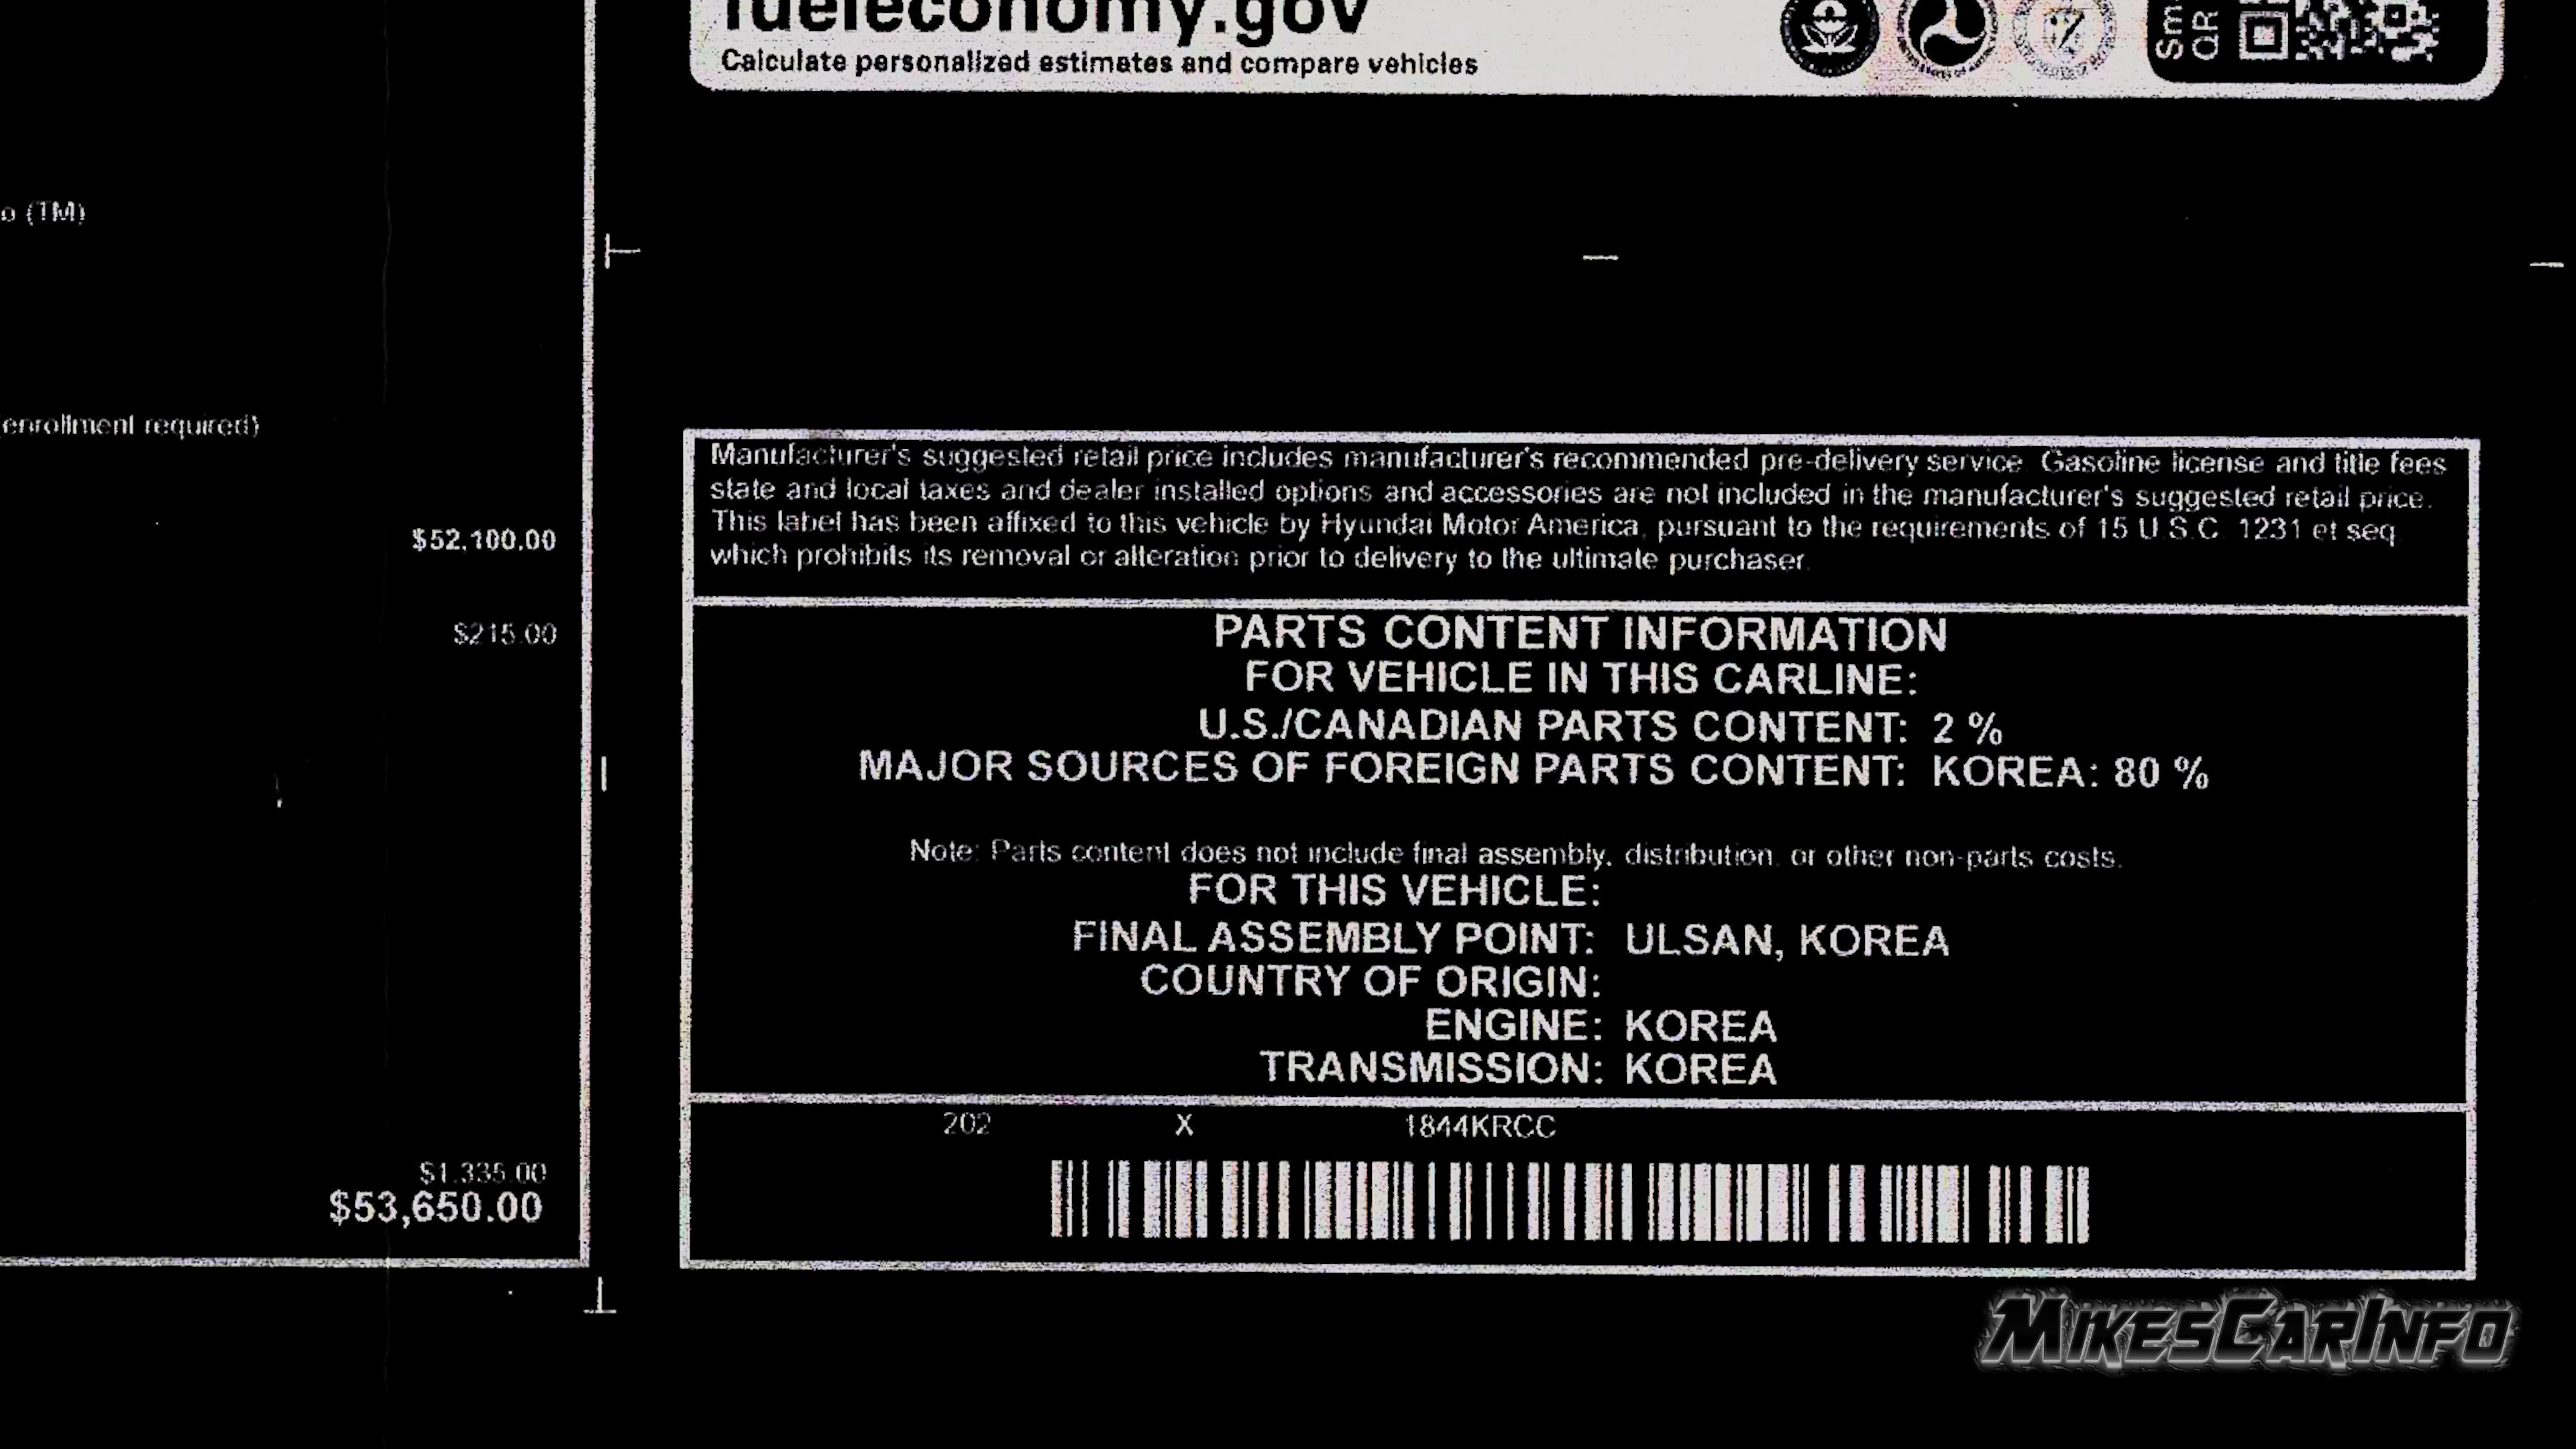 fueleconomy.gov
Calculate personalized estimates and compare vehicles
Sm
QR
o (TM)
enrollment required)
$52,100.00
$215.00
$1,335.00
$53,650.00
Manufacturer's suggested retail price includes manufacturer's recommended pre-delivery service. Gasoline license and title fees
state and local taxes and dealer installed options and accessories are not included in the manufacturer's suggested retail price.
This label has been affixed to this vehicle by Hyundai Motor America, pursuant to the requirements of 15 U.S.C. 1231 et seq
which prohibits its removal or alteration prior to delivery to the ultimate purchaser.
PARTS CONTENT INFORMATION
FOR VEHICLE IN THIS CARLINE:
U.S./CANADIAN PARTS CONTENT: 2 %
MAJOR SOURCES OF FOREIGN PARTS CONTENT: KOREA: 80 %
Note: Parts content does not include final assembly, distribution, or other non-parts costs.
FOR THIS VEHICLE:
FINAL ASSEMBLY POINT: ULSAN, KOREA
COUNTRY OF ORIGIN:
ENGINE: KOREA
TRANSMISSION: KOREA
202 X 1844KRCC
MIKESCARINFO